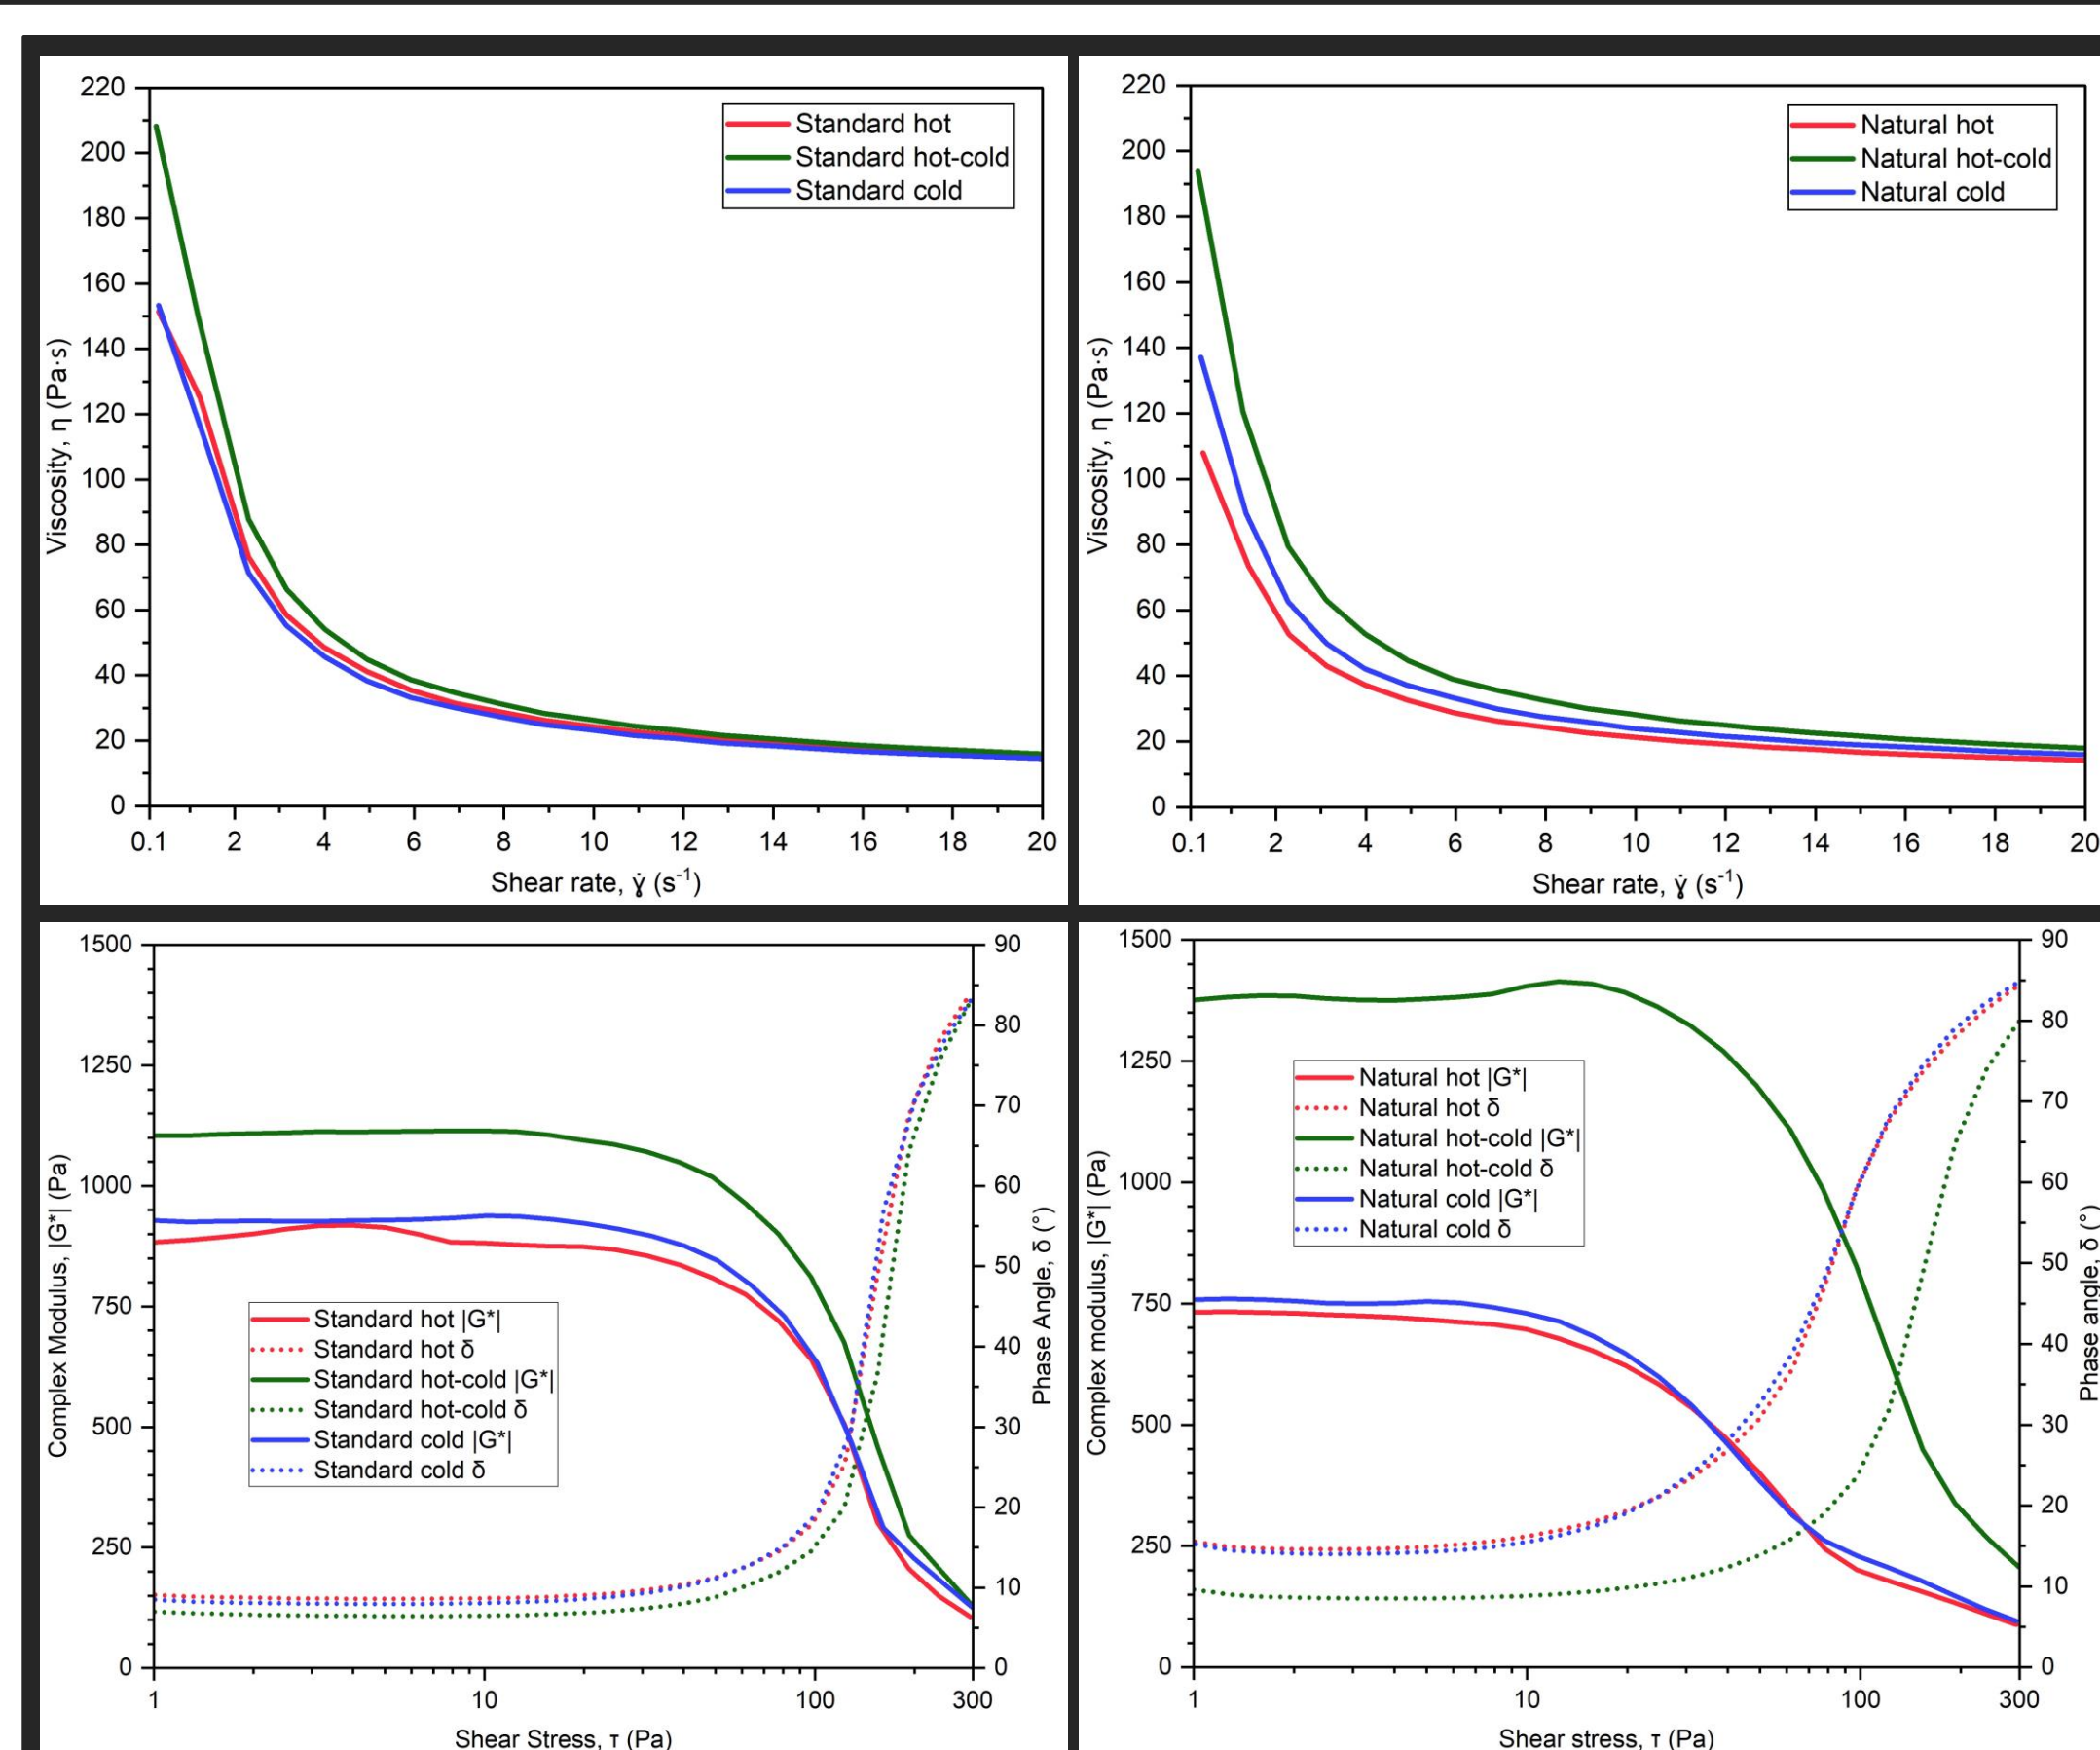 220
200
180
160
140
120
100
80
60
40
20
0
Viscosity, η (Pa·s)
Standard hot
Standard hot-cold
Standard cold
0.1 2 4 6 8 10 12 14 16 18 20
Shear rate, γ̇ (s⁻¹)
220
200
180
160
140
120
100
80
60
40
20
0
Viscosity, η (Pa·s)
Natural hot
Natural hot-cold
Natural cold
0.1 2 4 6 8 10 12 14 16 18 20
Shear rate, γ̇ (s⁻¹)
1500
1250
1000
750
500
250
0
Complex Modulus, |G*| (Pa)
Standard hot |G*|
Standard hot δ
Standard hot-cold |G*|
Standard hot-cold δ
Standard cold |G*|
Standard cold δ
90
80
70
60
50
40
30
20
10
0
Phase Angle, δ (°)
1 10 100 300
Shear Stress, τ (Pa)
1500
1250
1000
750
500
250
0
Complex modulus, |G*| (Pa)
Natural hot |G*|
Natural hot δ
Natural hot-cold |G*|
Natural hot-cold δ
Natural cold |G*|
Natural cold δ
90
80
70
60
50
40
30
20
10
0
Phase angle, δ (°)
1 10 100 300
Shear stress, τ (Pa)